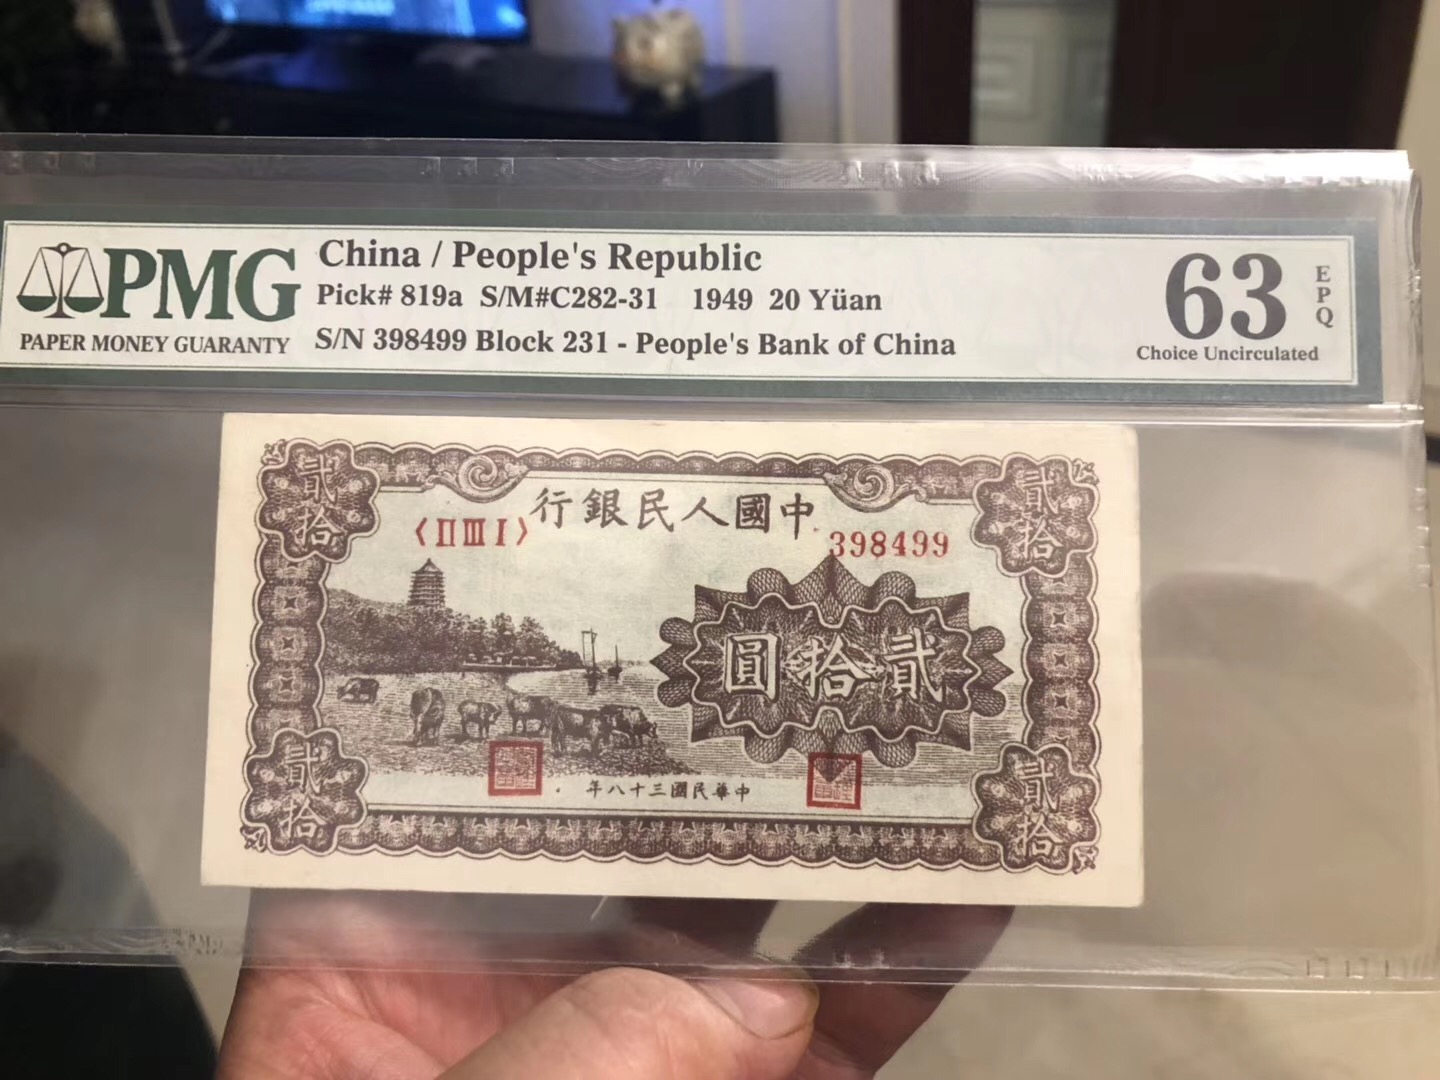 PMG
PAPER MONEY GUARANTY
China / People's Republic
Pick# 819a S/M#C282-31 1949 20 Yüan
S/N 398499 Block 231 - People's Bank of China
63
EPQ
Choice Uncirculated
貳拾
貳拾
行銀民人國中
〈II III I〉
398499
圓拾貳
貳拾
貳拾
年八十三國民華中